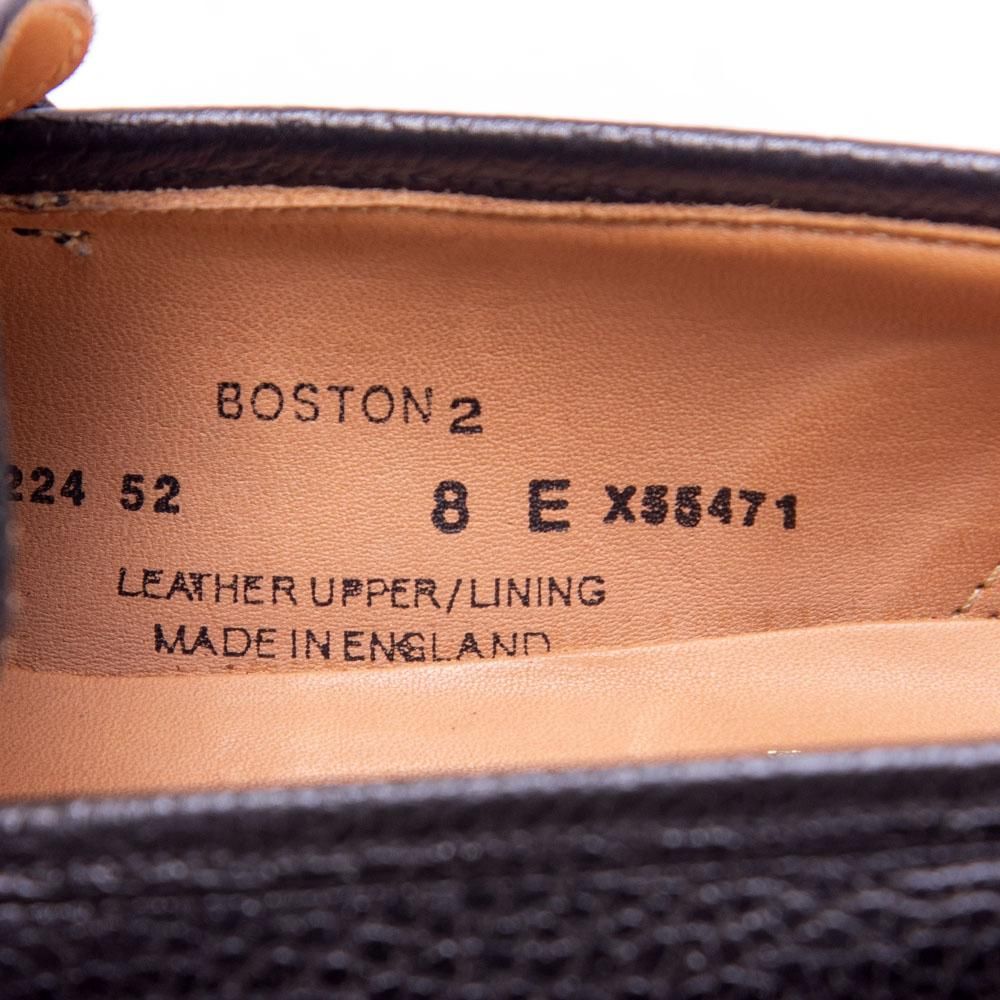 BOSTON 2
224 52 8 E X55471
LEATHER UPPER/LINING
MADE IN ENGLAND